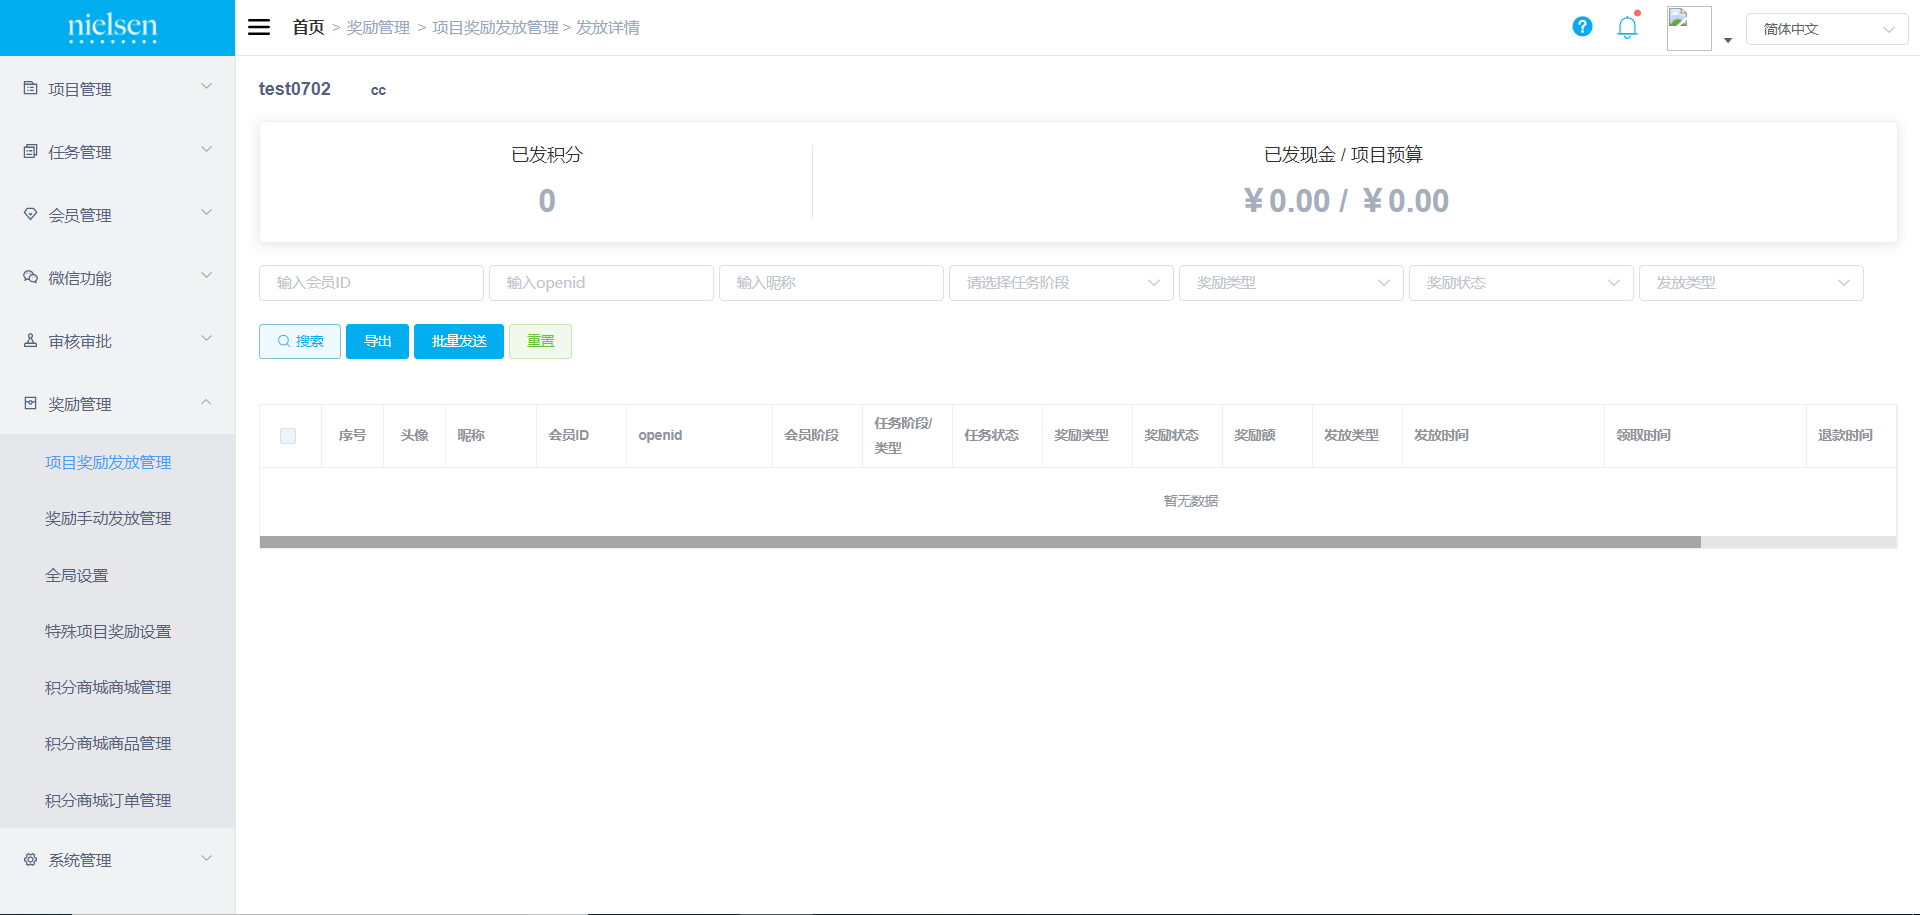 nielsen
首页 > 奖励管理 > 项目奖励发放管理 > 发放详情
?
简体中文
项目管理
任务管理
会员管理
微信功能
审核审批
奖励管理
项目奖励发放管理
奖励手动发放管理
全局设置
特殊项目奖励设置
积分商城商城管理
积分商城商品管理
积分商城订单管理
系统管理
test0702 cc
已发积分
0
已发现金 / 项目预算
¥0.00 / ¥0.00
输入会员ID 输入openid 输入昵称 请选择任务阶段 奖励类型 奖励状态 发放类型
搜索 导出 批量发送 重置
序号 头像 昵称 会员ID openid 会员阶段 任务阶段/类型 任务状态 奖励类型 奖励状态 奖励额 发放类型 发放时间 领取时间 退款时间
暂无数据